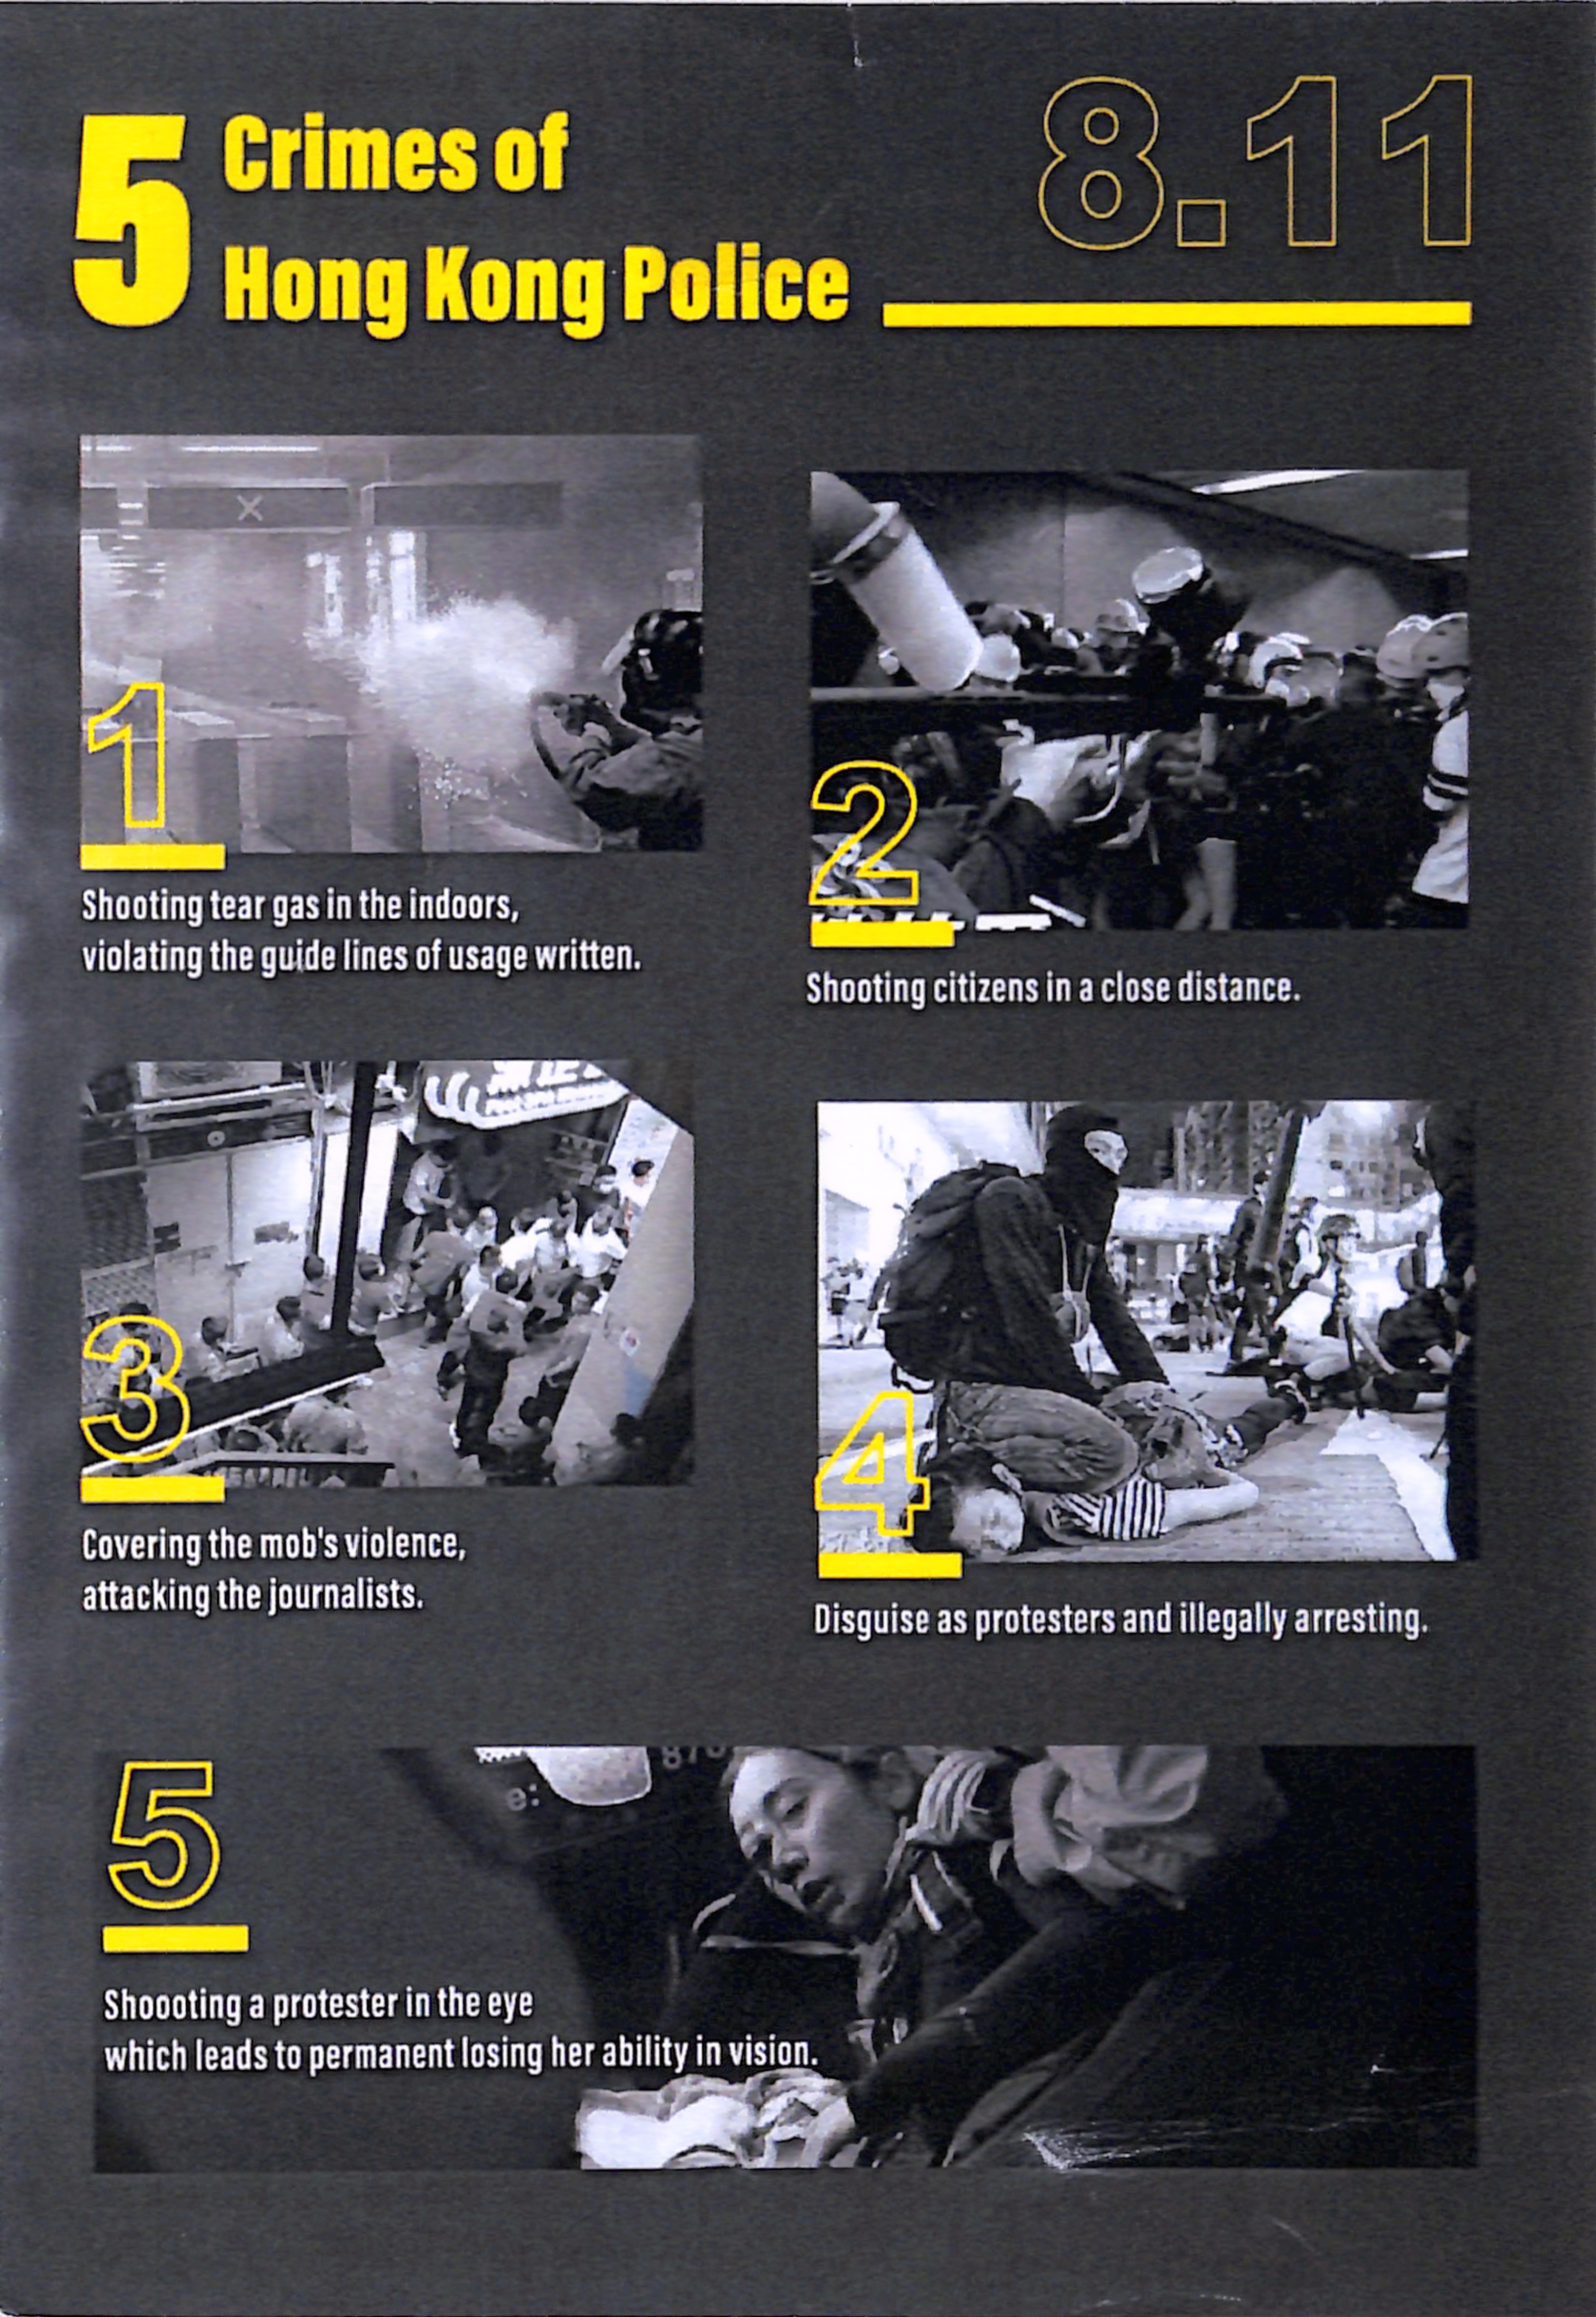 5 Crimes of
Hong Kong Police
8.11
1
Shooting tear gas in the indoors,
violating the guide lines of usage written.
2
Shooting citizens in a close distance.
3
Covering the mob's violence,
attacking the journalists.
4
Disguise as protesters and illegally arresting.
5
e:
Shoooting a protester in the eye
which leads to permanent losing her ability in vision.